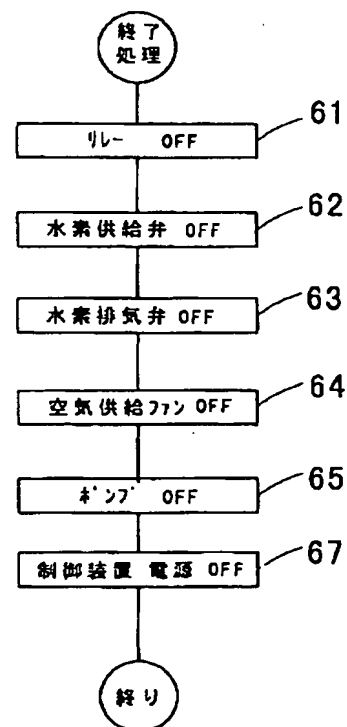 終了
処理
リレー OFF
61
水素供給弁 OFF
62
水素排気弁 OFF
63
空気供給ファン OFF
64
ポンプ OFF
65
制御装置 電源 OFF
67
終り